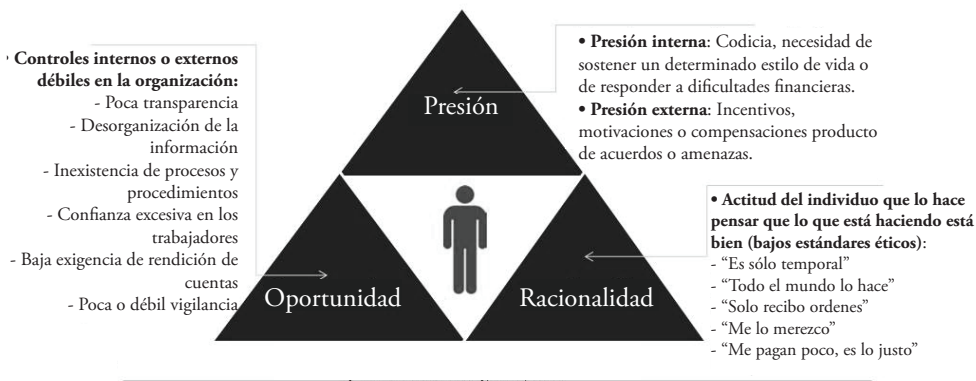 • Controles internos o externos
débiles en la organización:
- Poca transparencia
- Desorganización de la
información
- Inexistencia de procesos y
procedimientos
- Confianza excesiva en los
trabajadores
- Baja exigencia de rendición de
cuentas
- Poca o débil vigilancia
Presión
• Presión interna: Codicia, necesidad de
sostener un determinado estilo de vida o
de responder a dificultades financieras.
• Presión externa: Incentivos,
motivaciones o compensaciones producto
de acuerdos o amenazas.
Oportunidad
Racionalidad
• Actitud del individuo que lo hace
pensar que lo que está haciendo está
bien (bajos estándares éticos):
- “Es sólo temporal”
- “Todo el mundo lo hace”
- “Solo recibo ordenes”
- “Me lo merezco”
- “Me pagan poco, es lo justo”